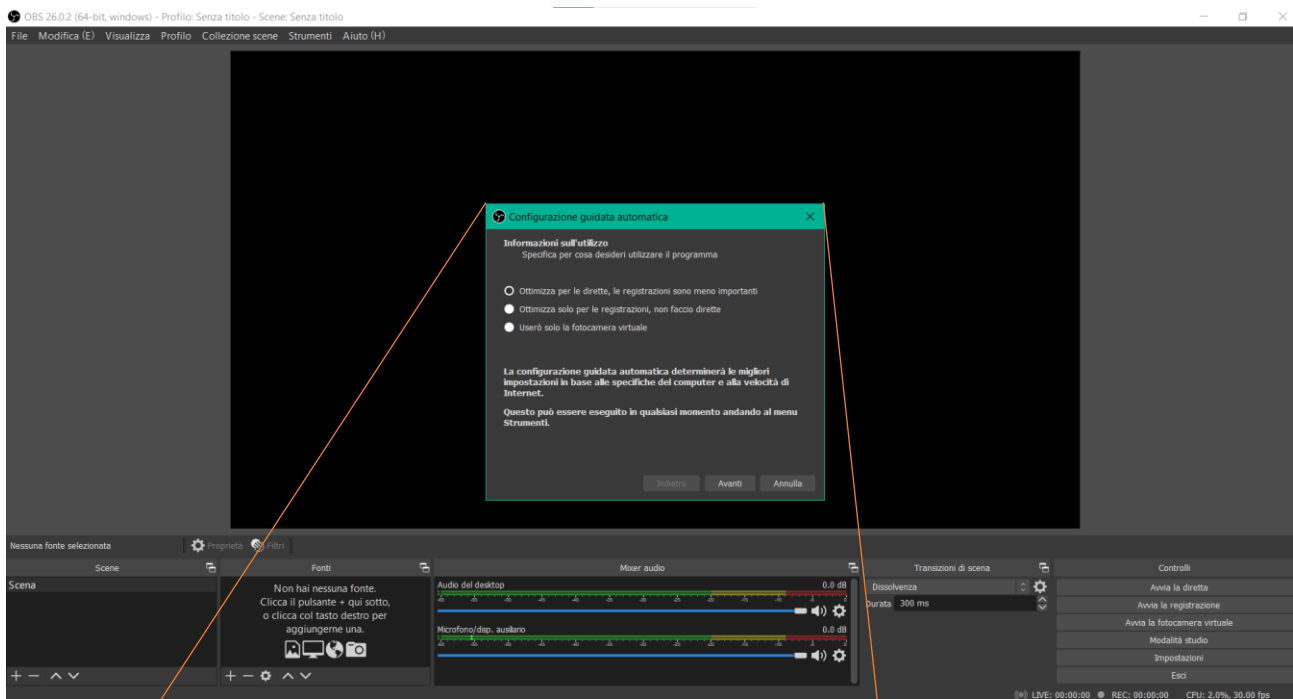 OBS 26.0.2 (64-bit, windows) - Profilo: Senza titolo - Scene: Senza titolo
File Modifica (E) Visualizza Profilo Collezione scene Strumenti Aiuto (H)
Configurazione guidata automatica
Informazioni sull'utilizzo
Specifica per cosa desideri utilizzare il programma
Ottimizza per le dirette, le registrazioni sono meno importanti
Ottimizza solo per le registrazioni, non faccio dirette
Userò solo la fotocamera virtuale
La configurazione guidata automatica determinerà le migliori
impostazioni in base alle specifiche del computer e alla velocità di
Internet.
Questo può essere eseguito in qualsiasi momento andando al menu
Strumenti.
Indietro Avanti Annulla
Nessuna fonte selezionata Proprietà Filtri
Scene Fonti Mixer audio Transizioni di scena Controlli
Scena
Non hai nessuna fonte.
Clicca il pulsante + qui sotto,
o clicca col tasto destro per
aggiungerne una.
Audio del desktop 0.0 dB
Microfono/disp. ausiliario 0.0 dB
Dissolvenza
Durata 300 ms
Avvia la diretta
Avvia la registrazione
Avvia la fotocamera virtuale
Modalità studio
Impostazioni
Esci
LIVE: 00:00:00 REC: 00:00:00 CPU: 2.0%, 30.00 fps